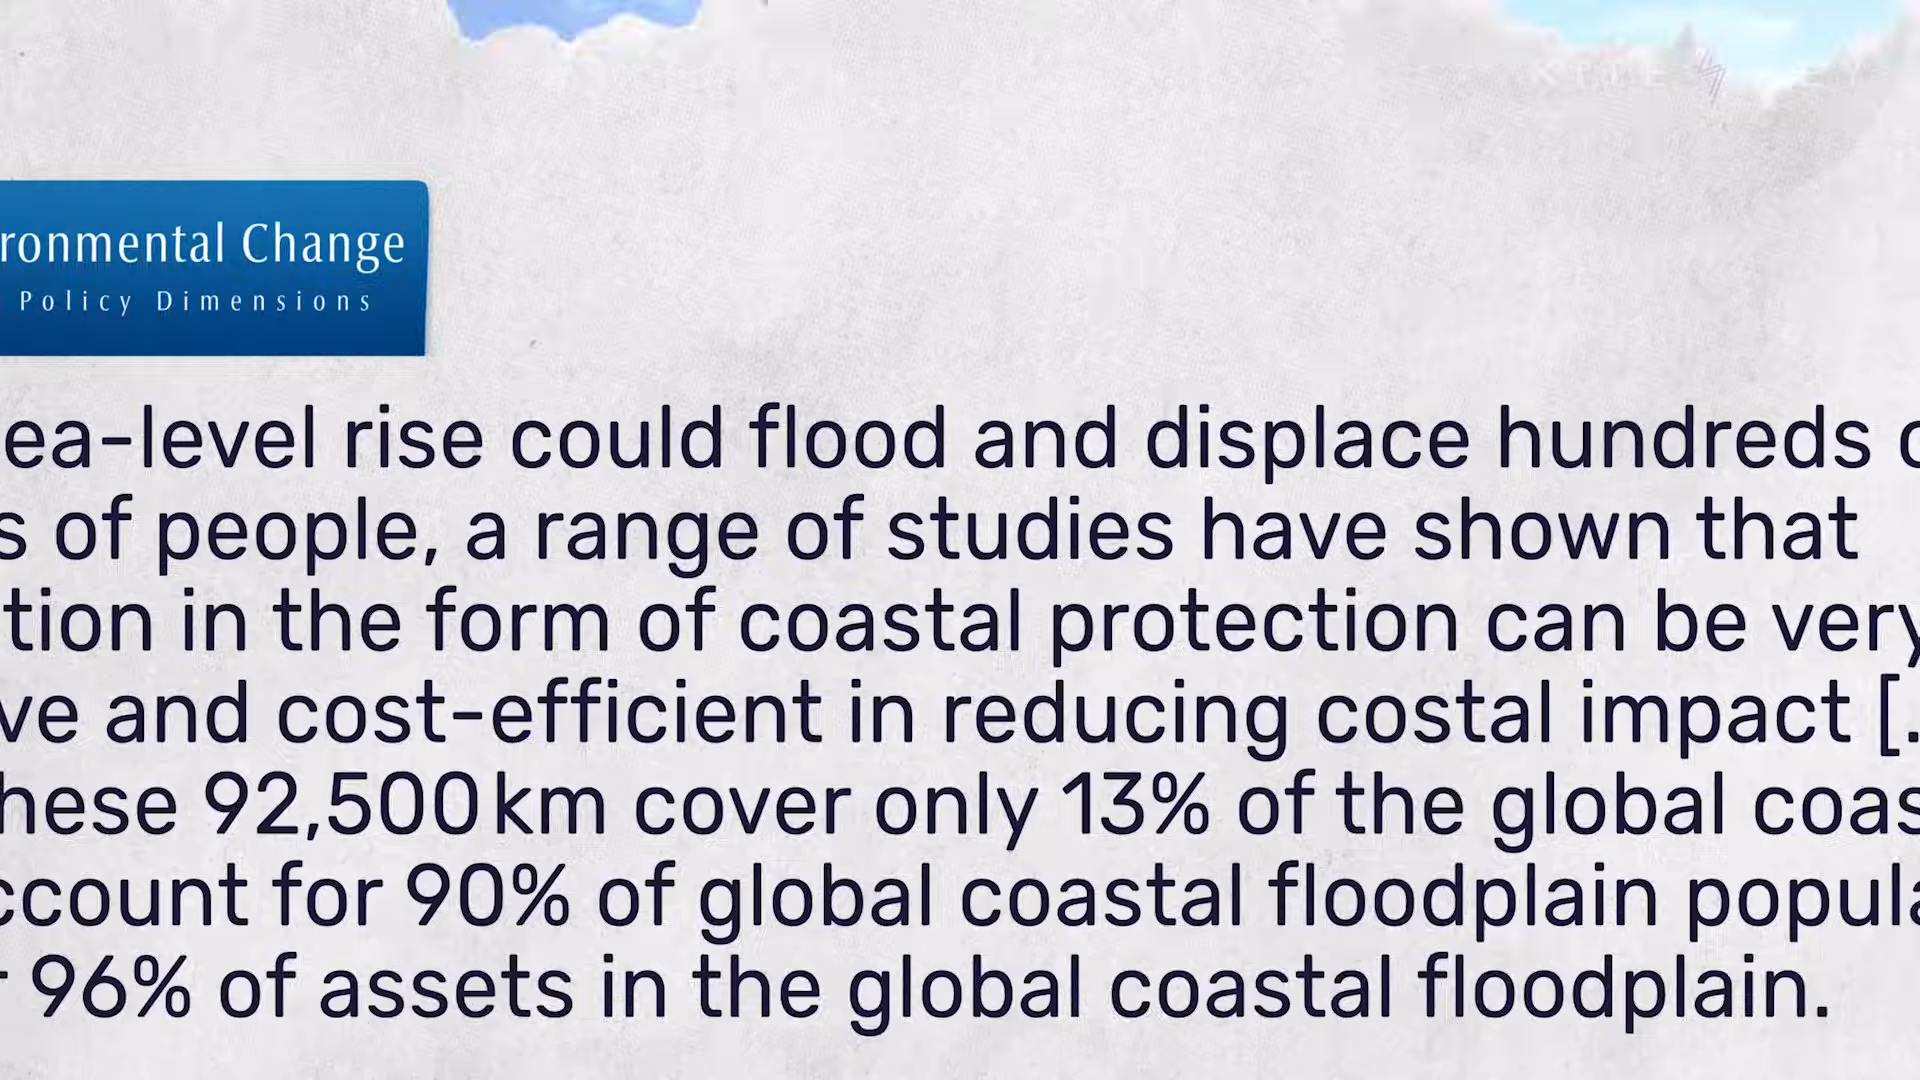 KITE KEY
ronmental Change
Policy Dimensions
ea-level rise could flood and displace hundreds
s of people, a range of studies have shown that
tion in the form of coastal protection can be very
ve and cost-efficient in reducing costal impact [.
hese 92,500 km cover only 13% of the global coas
ccount for 90% of global coastal floodplain popula
96% of assets in the global coastal floodplain.